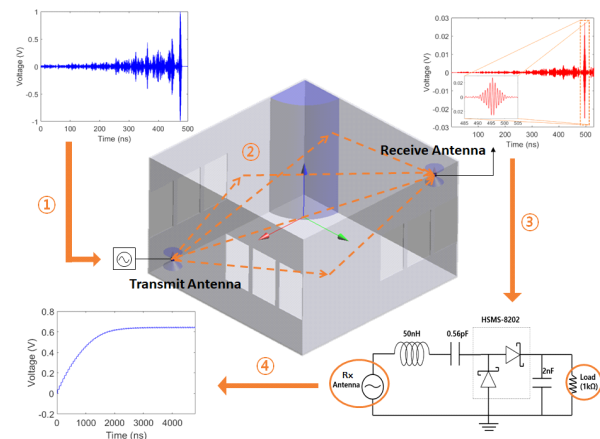 1
0.5
0
-0.5
-1
Voltage (V)
0 100 200 300 400 500
Time (ns)
0.03
0.02
0.01
0
-0.01
-0.02
-0.03
Voltage (V)
0.02
0
0.02
485 490 495 500 505
100 200 300 400 500
Time (ns)
①
②
Receive Antenna
Transmit Antenna
③
④
0.8
0.6
0.4
0.2
0
-0.2
Voltage (V)
0 1000 2000 3000 4000
Time (ns)
HSMS-8202
50nH
0.56pF
Rx
Antenna
2nF
Load
(1kΩ)